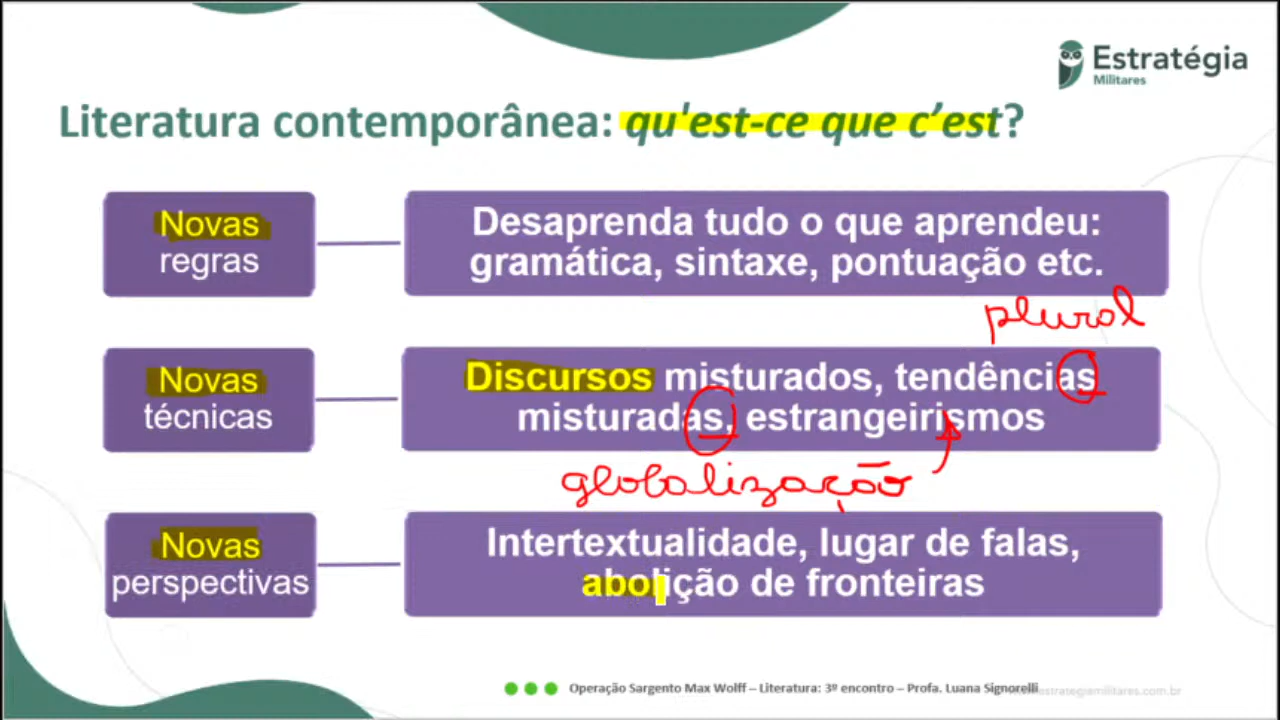 Estratégia
Militares
Literatura contemporânea: qu'est-ce que c’est?
Novas
regras
Desaprenda tudo o que aprendeu:
gramática, sintaxe, pontuação etc.
plural
Novas
técnicas
Discursos misturados, tendências
misturadas, estrangeirismos
globalização
Novas
perspectivas
Intertextualidade, lugar de falas,
abolição de fronteiras
Operação Sargento Max Wolff – Literatura: 3º encontro – Profa. Luana Signorelli